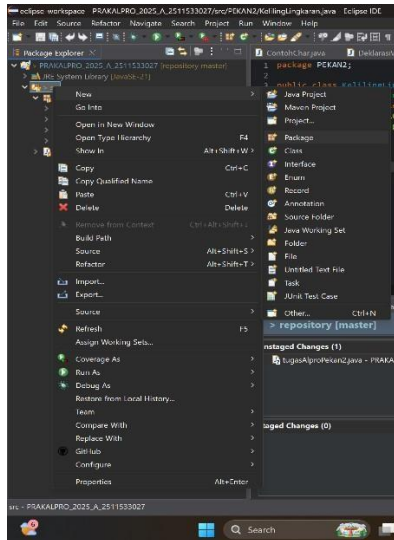 eclipse-workspace - PRAKALPRO_2025_A_2511533027/src/PEKAN2/KelilingLingkaran.java - Eclipse IDE
File Edit Source Refactor Navigate Search Project Run Window Help
Package Explorer
ContohChar.java
PRAKALPRO_2025_A_2511533027 [repository master]
JRE System Library [JavaSE-21]
1 package PEKAN2;
2
New
Go Into
Open in New Window
Open Type Hierarchy F4
Show In Alt+Shift+W >
Copy Ctrl+C
Copy Qualified Name
Paste Ctrl+V
Delete Delete
Remove from Context Ctrl+Alt+Shift+↓
Build Path
Source Alt+Shift+S >
Refactor Alt+Shift+T >
Import...
Export...
Source
Refresh F5
Assign Working Sets...
Coverage As
Run As
Debug As
Restore from Local History...
Team
Compare With
Replace With
GitHub
Configure
Properties Alt+Enter
Java Project
Maven Project
Project...
Package
Class
Interface
Enum
Record
Annotation
Source Folder
Java Working Set
Folder
File
Untitled Text File
Task
JUnit Test Case
Other... Ctrl+N
> repository [master]
nstaged Changes (1)
tugasAlproPekan2.java - PRAKA
taged Changes (0)
src - PRAKALPRO_2025_A_2511533027
Search